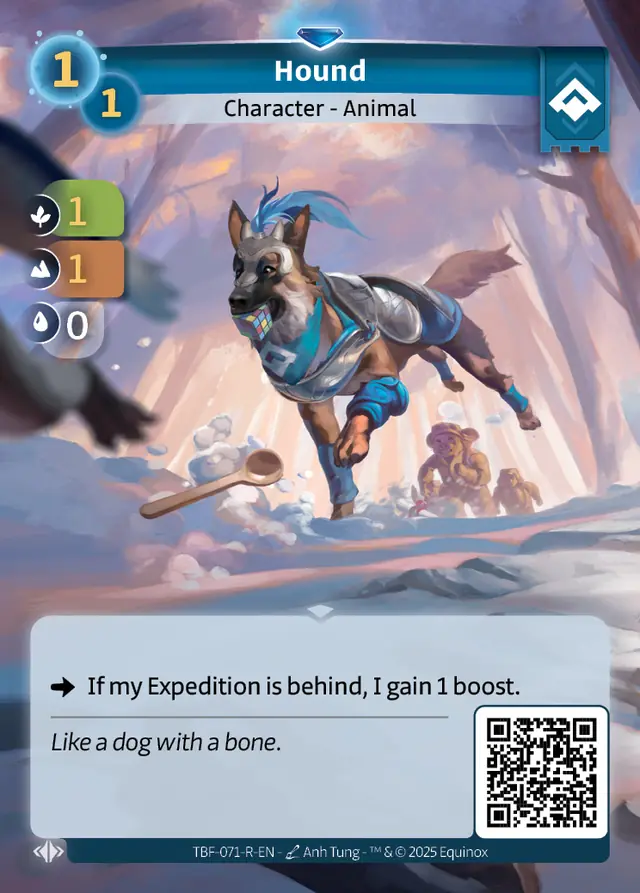 1
Hound
1
Character - Animal
1
1
0
If my Expedition is behind, I gain 1 boost.
Like a dog with a bone.
TBF-071-R-EN - Anh Tung - ™ & © 2025 Equinox